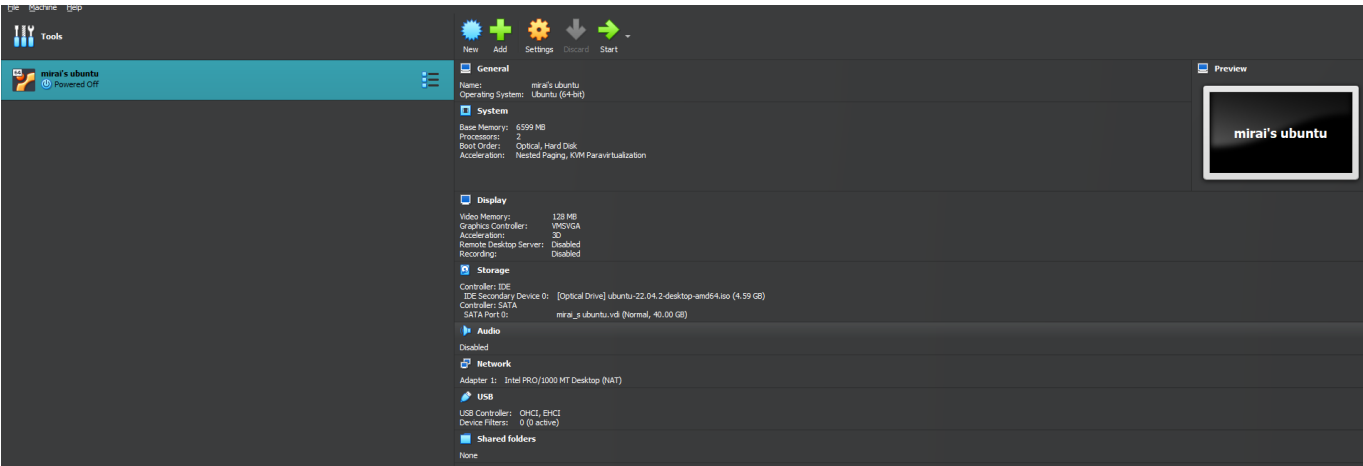 File Machine Help
Tools
New Add Settings Discard Start
mirai's ubuntu
Powered Off
General
Name: mirai's ubuntu
Operating System: Ubuntu (64-bit)
System
Base Memory: 6599 MB
Processors: 2
Boot Order: Optical, Hard Disk
Acceleration: Nested Paging, KVM Paravirtualization
Preview
mirai's ubuntu
Display
Video Memory: 128 MB
Graphics Controller: VMSVGA
Acceleration: 3D
Remote Desktop Server: Disabled
Recording: Disabled
Storage
Controller: IDE
IDE Secondary Device 0: [Optical Drive] ubuntu-22.04.2-desktop-amd64.iso (4.59 GB)
Controller: SATA
SATA Port 0: mirai_s ubuntu.vdi (Normal, 40.00 GB)
Audio
Disabled
Network
Adapter 1: Intel PRO/1000 MT Desktop (NAT)
USB
USB Controller: OHCI, EHCI
Device Filters: 0 (0 active)
Shared folders
None